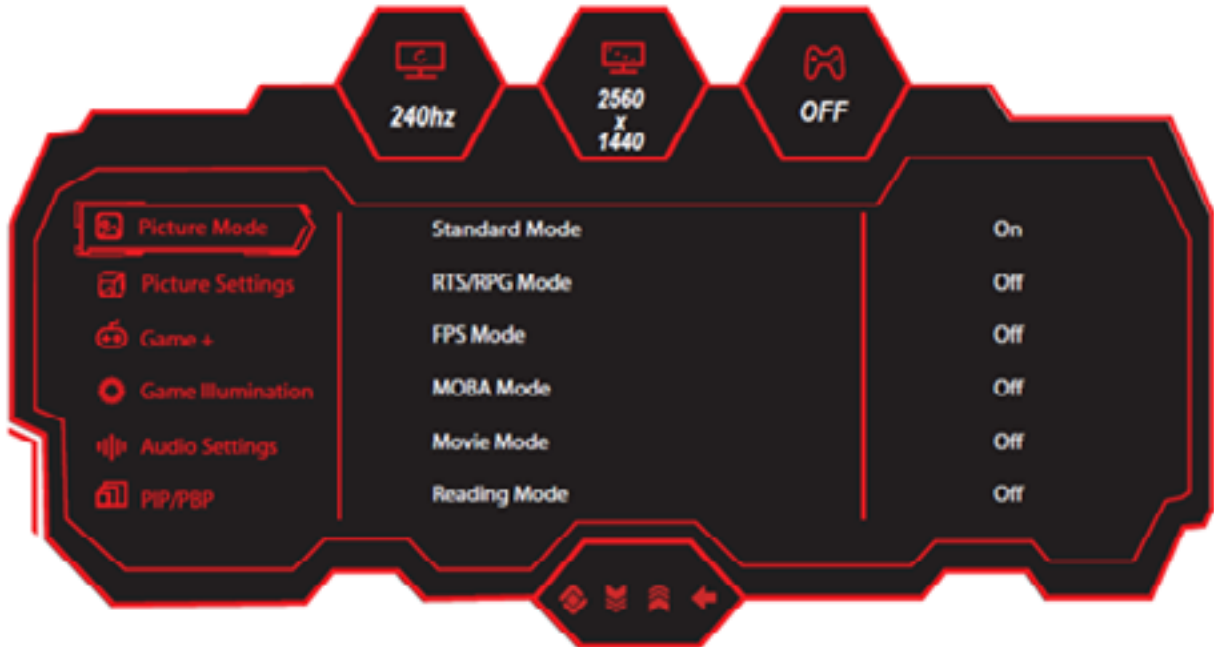 240hz
2560
x
1440
OFF
Picture Mode
Picture Settings
Game +
Game Illumination
Audio Settings
PIP/PBP
Standard Mode On
RTS/RPG Mode Off
FPS Mode Off
MOBA Mode Off
Movie Mode Off
Reading Mode Off